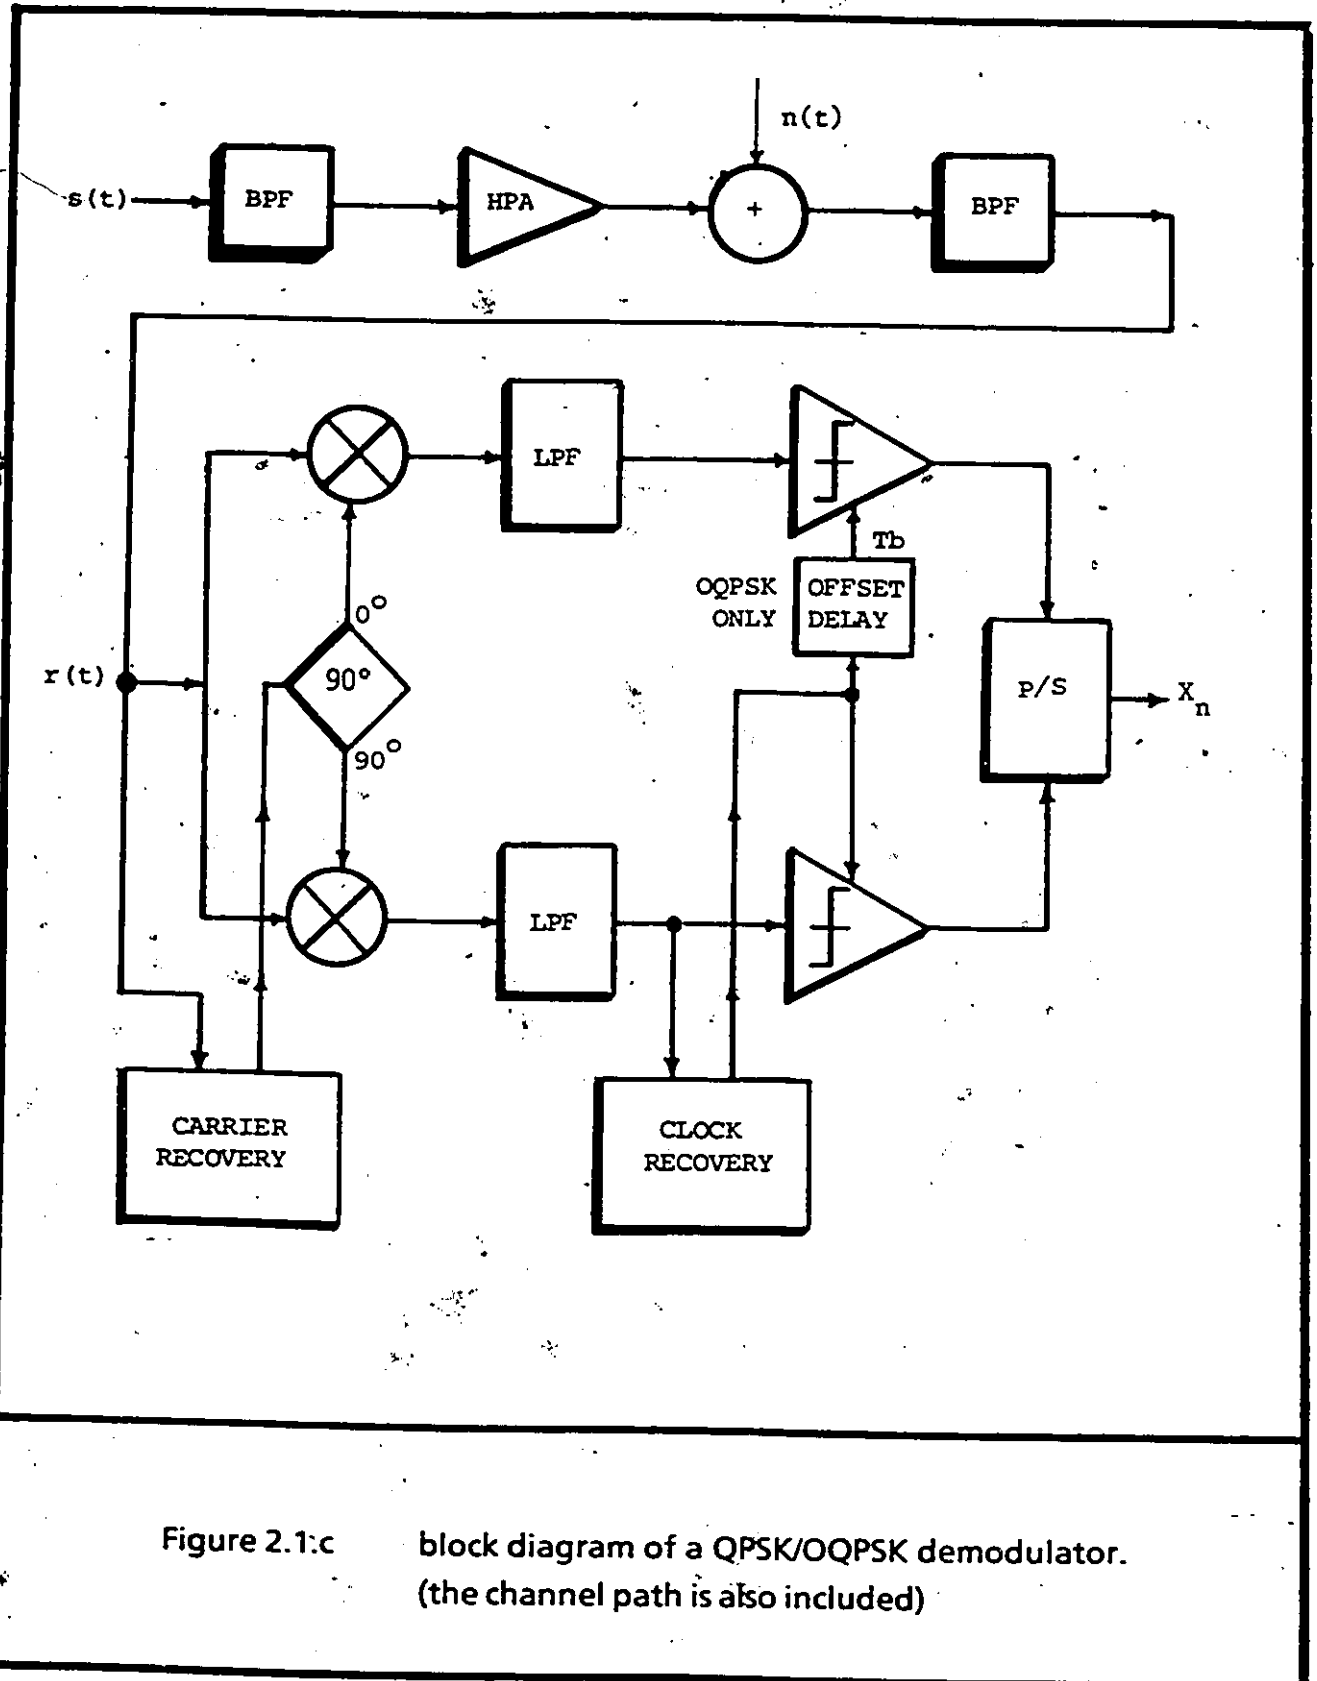 n(t)
s(t)
BPF
HPA
+
BPF
LPF
Tb
OQPSK
ONLY
OFFSET
DELAY
0°
r(t)
90°
90°
P/S
Xn
LPF
CARRIER
RECOVERY
CLOCK
RECOVERY
Figure 2.1.c block diagram of a QPSK/OQPSK demodulator.
(the channel path is also included)